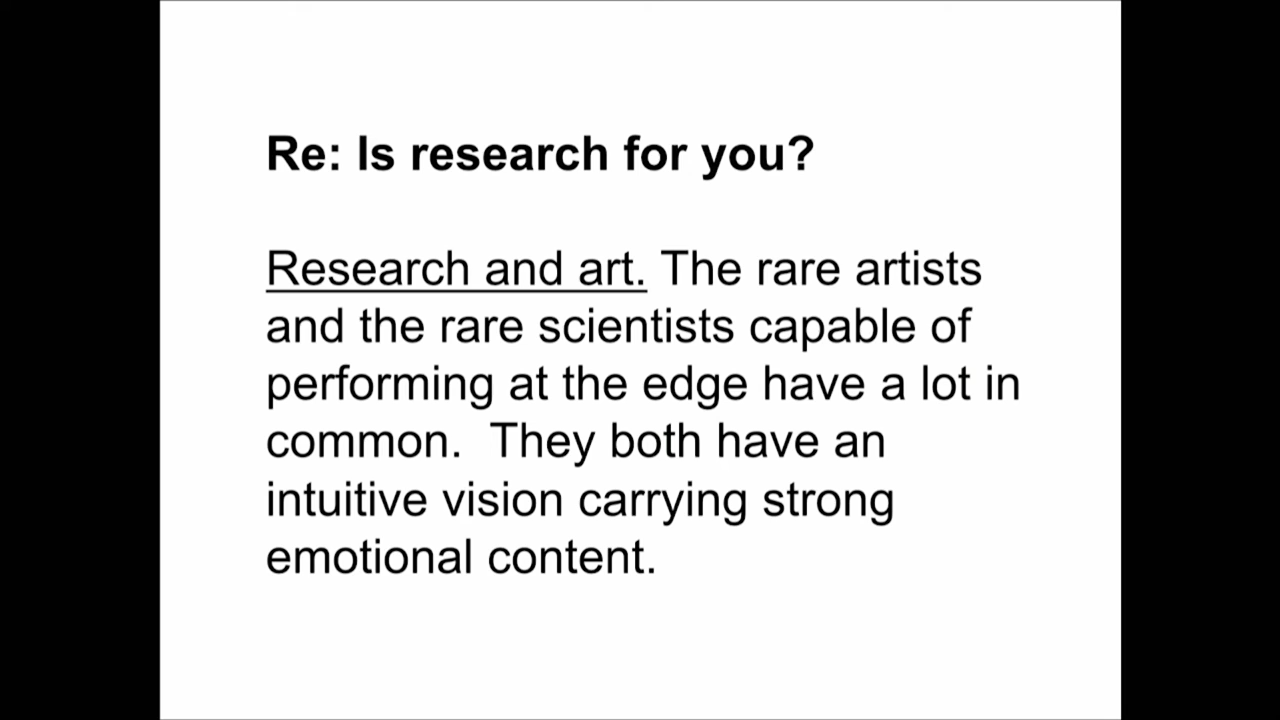 Re: Is research for you?
Research and art. The rare artists
and the rare scientists capable of
performing at the edge have a lot in
common.  They both have an
intuitive vision carrying strong
emotional content.